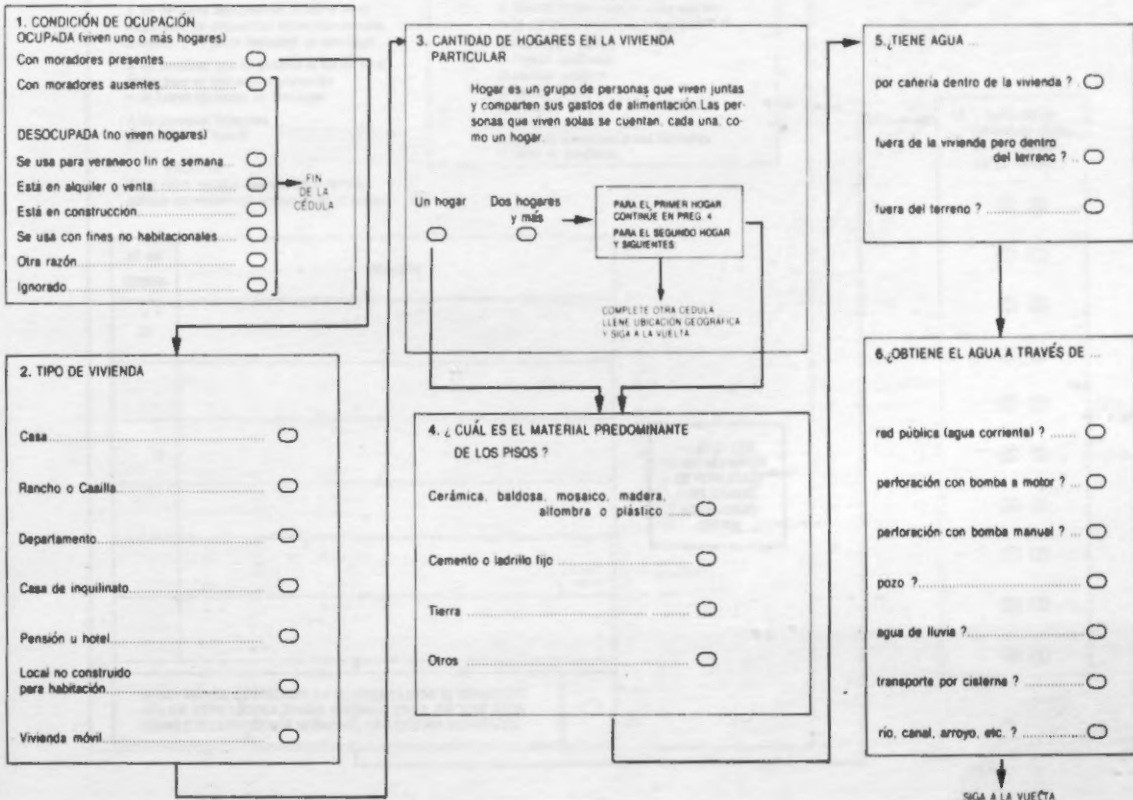 1. CONDICIÓN DE OCUPACIÓN
OCUPADA (viven uno o más hogares)
Con moradores presentes
Con moradores ausentes
DESOCUPADA (no viven hogares)
Se usa para veraneo o fin de semana
Está en alquiler o venta
Está en construcción
Se usa con fines no habitacionales
Otra razón
Ignorado
FIN
DE LA
CÉDULA
2. TIPO DE VIVIENDA
Casa
Rancho o Casilla
Departamento
Casa de inquilinato
Pensión u hotel
Local no construido
para habitación
Vivienda móvil
3. CANTIDAD DE HOGARES EN LA VIVIENDA
PARTICULAR
Hogar es un grupo de personas que viven juntas
y comparten sus gastos de alimentación. Las per-
sonas que viven solas se cuentan, cada una, co-
mo un hogar.
Un hogar
Dos hogares
y más
PARA EL PRIMER HOGAR
CONTINÚE EN PREG. 4
PARA EL SEGUNDO HOGAR
Y SIGUIENTES
COMPLETE OTRA CEDULA
LLENE UBICACIÓN GEOGRÁFICA
Y SIGA A LA VUELTA
4. ¿ CUÁL ES EL MATERIAL PREDOMINANTE
DE LOS PISOS ?
Cerámica, baldosa, mosaico, madera,
alfombra o plástico
Cemento o ladrillo fijo
Tierra
Otros
5. ¿TIENE AGUA ...
por cañería dentro de la vivienda ?
fuera de la vivienda pero dentro
del terreno ?
fuera del terreno ?
6. ¿OBTIENE EL AGUA A TRAVÉS DE ...
red pública (agua corriente) ?
perforación con bomba a motor ?
perforación con bomba manual ?
pozo ?
agua de lluvia ?
transporte por cisterna ?
río, canal, arroyo, etc. ?
SIGA A LA VUELTA